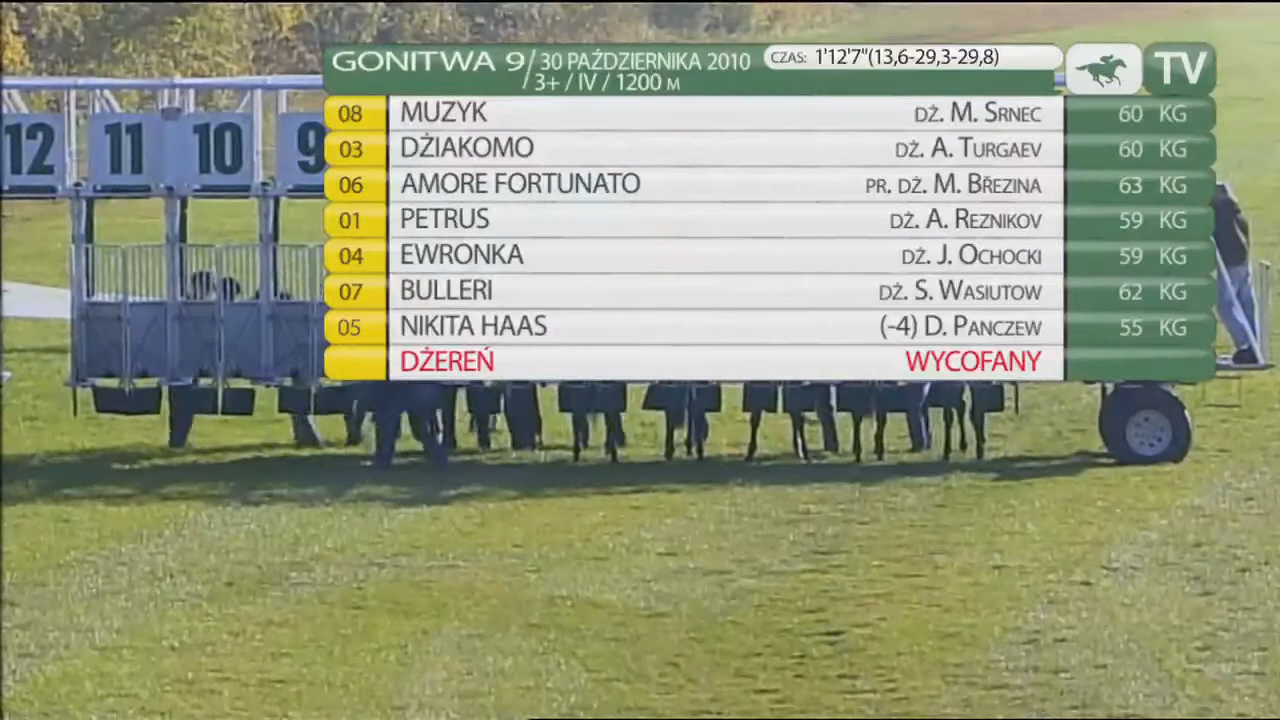 GONITWA 9/30 PAŹDZIERNIKA 2010 CZAS: 1'12'7"(13,6-29,3-29,8) TV
3+ / IV / 1200 M
08 MUZYK DŻ. M. SRNEC 60 KG
03 DŻIAKOMO DŻ. A. TURGAEV 60 KG
06 AMORE FORTUNATO PR. DŻ. M. BŘEZINA 63 KG
01 PETRUS DŻ. A. REZNIKOV 59 KG
04 EWRONKA DŻ. J. OCHOCKI 59 KG
07 BULLERI DŻ. S. WASIUTOW 62 KG
05 NIKITA HAAS (-4) D. PANCZEW 55 KG
DŻEREŃ WYCOFANY
12 11 10 9